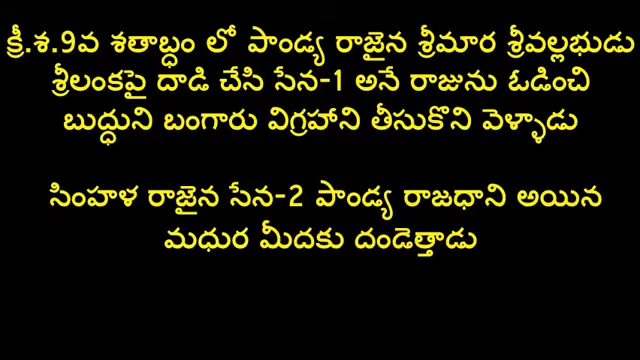 క్రీ.శ.9వ శతాబ్ధం లో పాండ్య రాజైన శ్రీమార శ్రీవల్లభుడు
శ్రీలంకపై దాడి చేసి సేన-1 అనే రాజును ఓడించి
బుద్ధుని బంగారు విగ్రహాని తీసుకొని వెళ్ళాడు
సింహళ రాజైన సేన-2 పాండ్య రాజధాని అయిన
మధుర మీదకు దండెత్తాడు